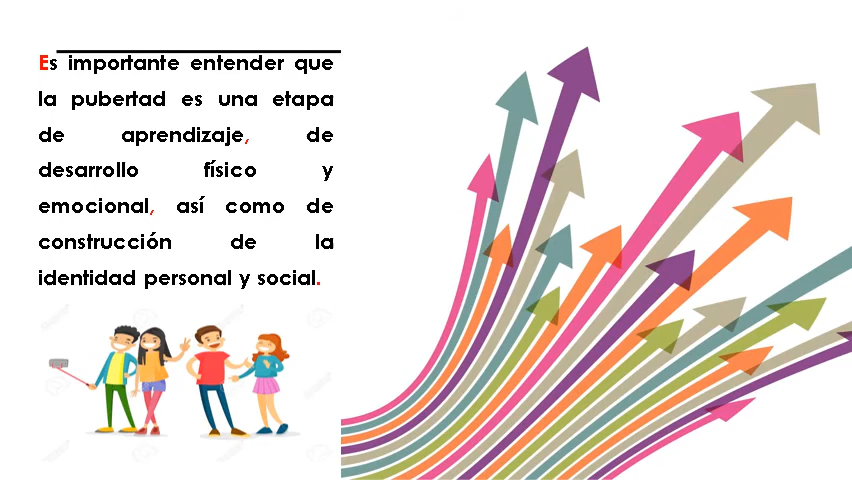 Es importante entender que
la pubertad es una etapa
de aprendizaje, de
desarrollo físico y
emocional, así como de
construcción de la
identidad personal y social.